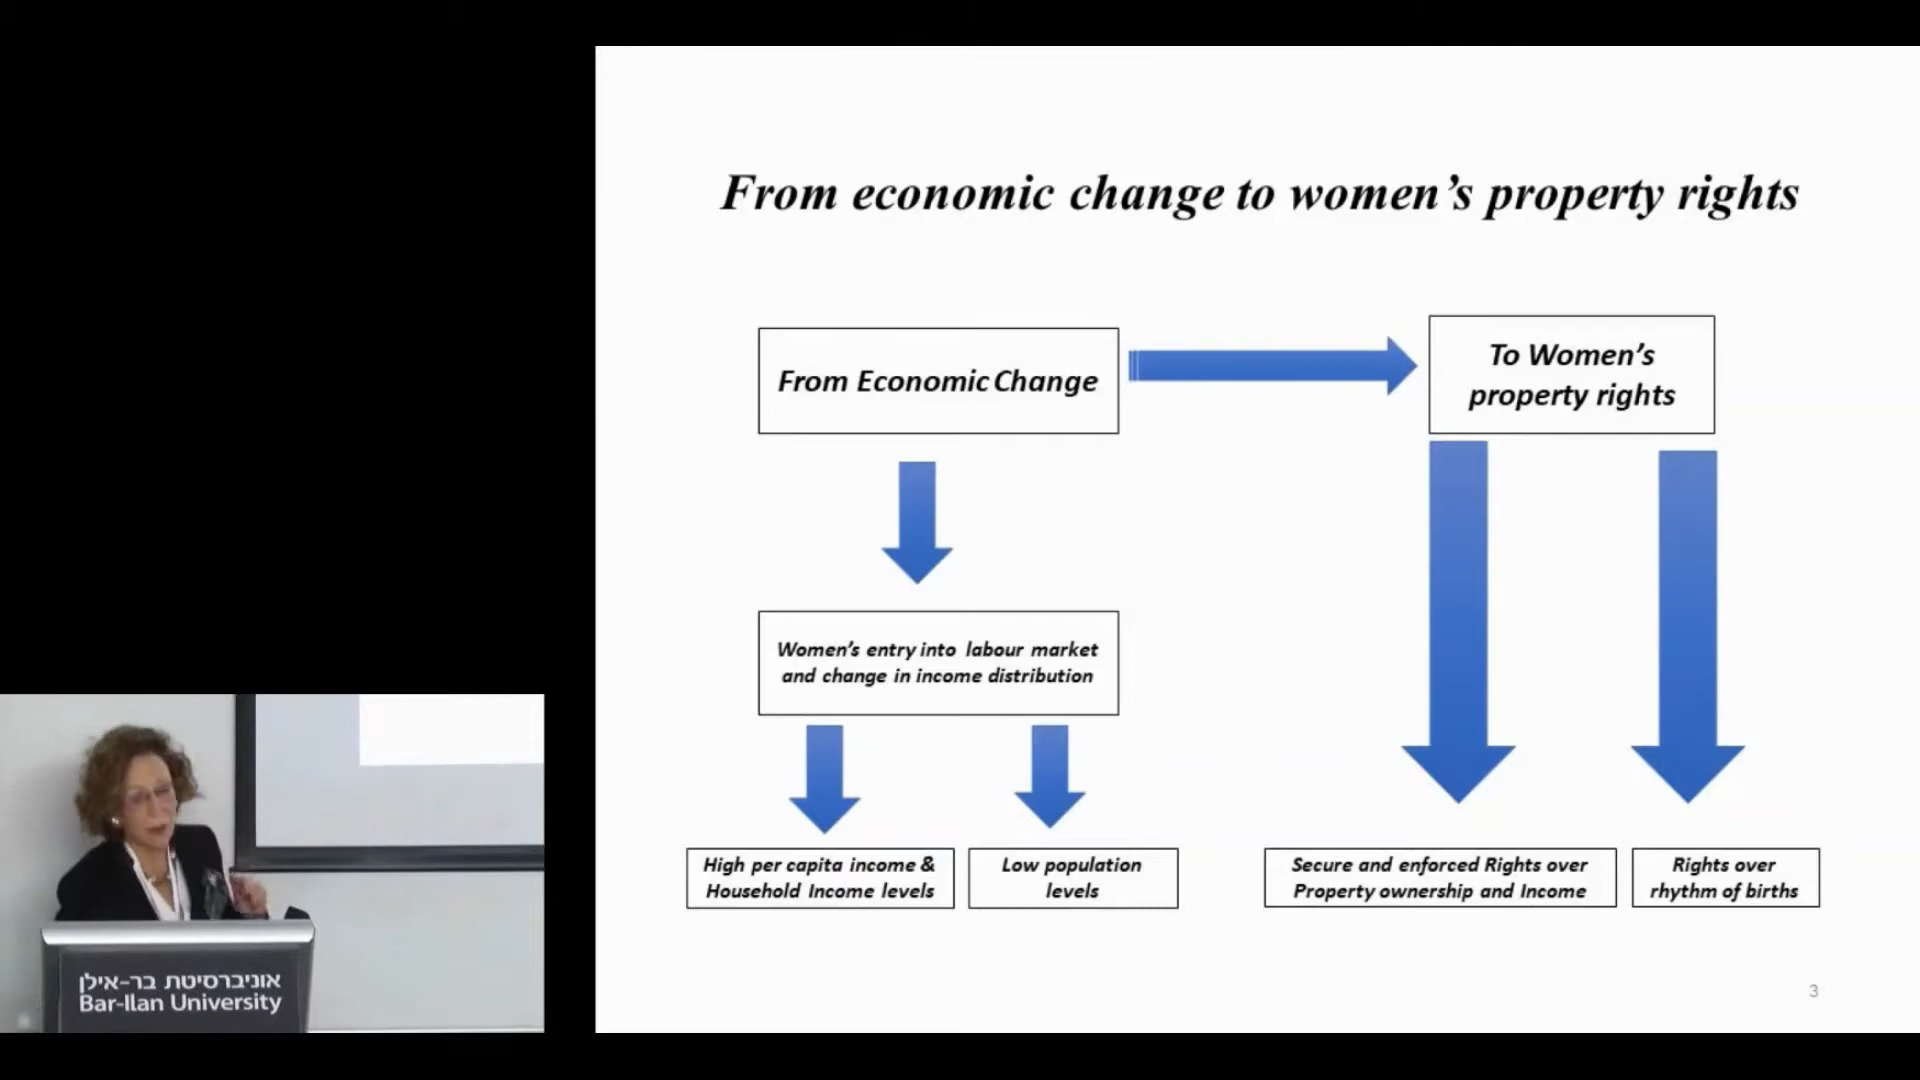 From economic change to women's property rights
From Economic Change
To Women's
property rights
Women's entry into labour market
and change in income distribution
High per capita income &
Household Income levels
Low population
levels
Secure and enforced Rights over
Property ownership and Income
Rights over
rhythm of births
3
אוניברסיטת בר-אילן
Bar-Ilan University